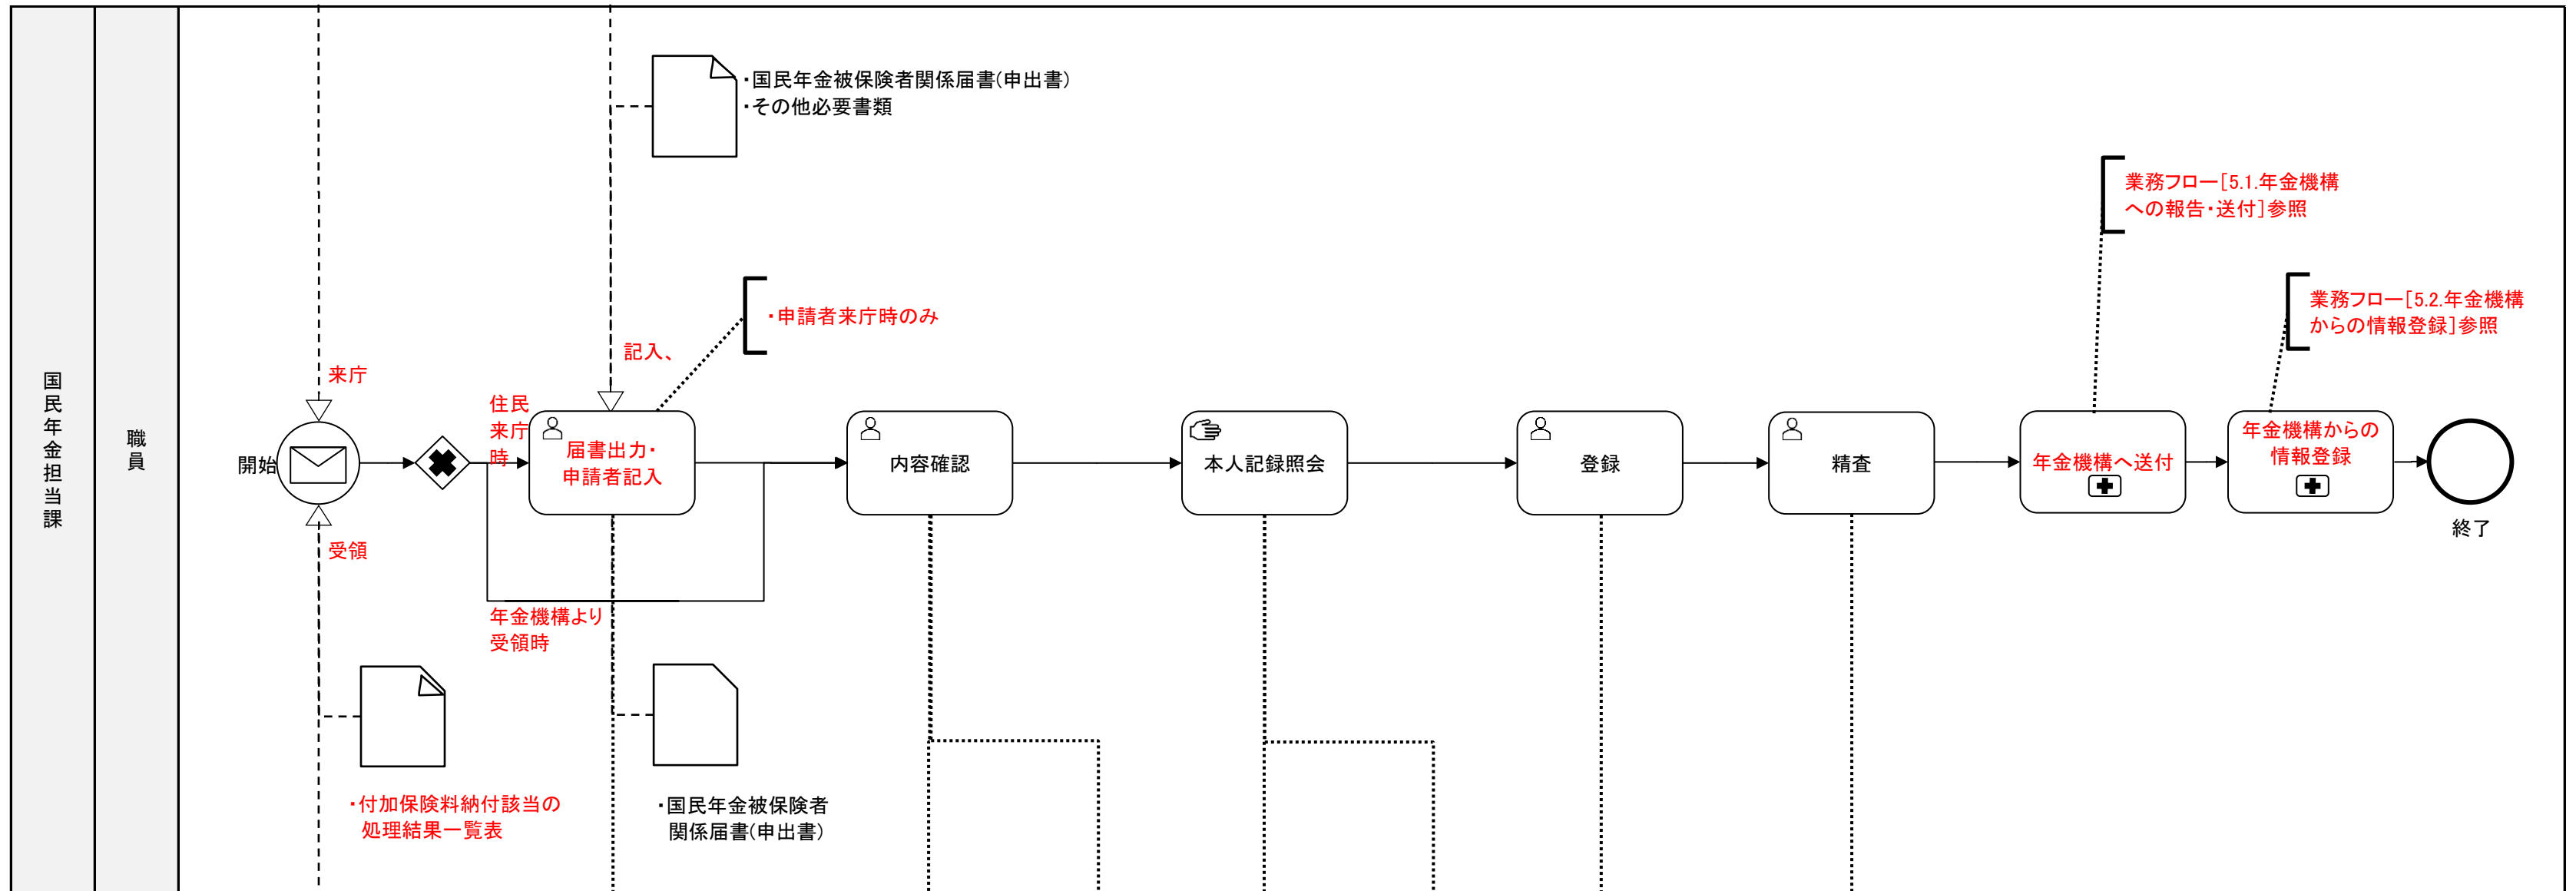 国民年金担当課
職員
・国民年金被保険者関係届書(申出書)
・その他必要書類
業務フロー[5.1.年金機構
への報告・送付]参照
業務フロー[5.2.年金機構
からの情報登録]参照
・申請者来庁時のみ
記入、
来庁
住民
来庁
時
開始
届書出力・
申請者記入
内容確認
本人記録照会
登録
精査
年金機構へ送付
年金機構からの
情報登録
終了
受領
年金機構より
受領時
・付加保険料納付該当の
処理結果一覧表
・国民年金被保険者
関係届書(申出書)